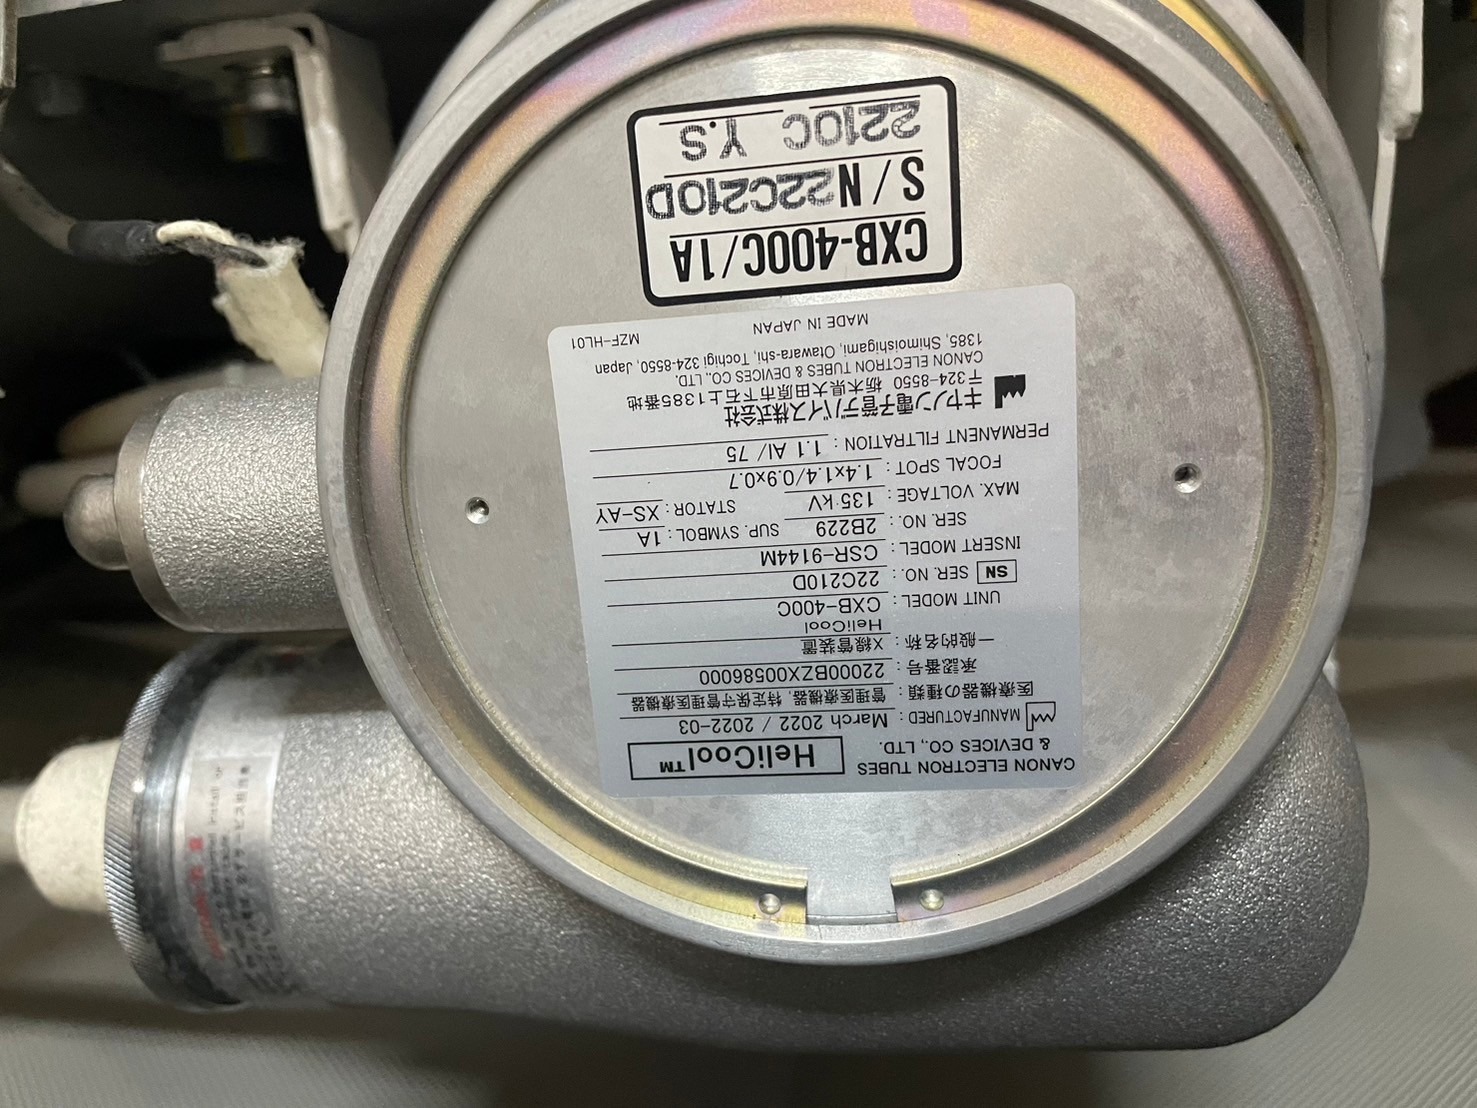 CANON ELECTRON TUBES
& DEVICES CO., LTD.
HeliCool™
MANUFACTURED: March 2022 / 2022-03
医療機器の種類: 管理医療機器, 特定保守管理医療機器
承認番号: 22000BZX00586000
一般的名称: X線管装置
HeliCool
UNIT MODEL: CXB-400C
SN SER. NO.: 22C210D
INSERT MODEL: CSR-9144M
SER. NO.: 2B229 SUP. SYMBOL: 1A
MAX. VOLTAGE: 135 kV STATOR: XS-AY
FOCAL SPOT: 1.4x1.4/0.9x0.7
PERMANENT FILTRATION: 1.1 Al/ 75
キヤノン電子管デバイス株式会社
〒324-8550 栃木県大田原市下石上1385番地
CANON ELECTRON TUBES & DEVICES CO., LTD.
1385, Shimoishigami, Otawara-shi, Tochigi 324-8550, Japan
MADE IN JAPAN MZF-HL01
CXB-400C/1A
S/N 22C210D
2210C Y.S